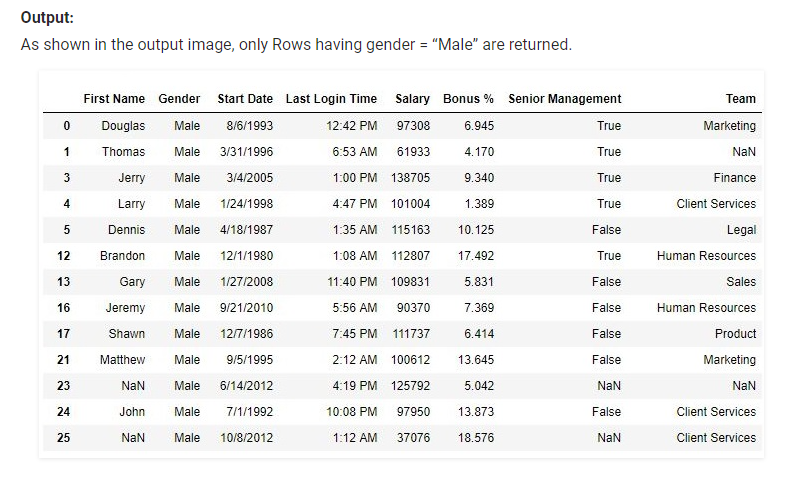 Output:
As shown in the output image, only Rows having gender = “Male” are returned.
First Name Gender Start Date Last Login Time Salary Bonus % Senior Management Team
0 Douglas Male 8/6/1993 12:42 PM 97308 6.945 True Marketing
1 Thomas Male 3/31/1996 6:53 AM 61933 4.170 True NaN
3 Jerry Male 3/4/2005 1:00 PM 138705 9.340 True Finance
4 Larry Male 1/24/1998 4:47 PM 101004 1.389 True Client Services
5 Dennis Male 4/18/1987 1:35 AM 115163 10.125 False Legal
12 Brandon Male 12/1/1980 1:08 AM 112807 17.492 True Human Resources
13 Gary Male 1/27/2008 11:40 PM 109831 5.831 False Sales
16 Jeremy Male 9/21/2010 5:56 AM 90370 7.369 False Human Resources
17 Shawn Male 12/7/1986 7:45 PM 111737 6.414 False Product
21 Matthew Male 9/5/1995 2:12 AM 100612 13.645 False Marketing
23 NaN Male 6/14/2012 4:19 PM 125792 5.042 NaN NaN
24 John Male 7/1/1992 10:08 PM 97950 13.873 False Client Services
25 NaN Male 10/8/2012 1:12 AM 37076 18.576 NaN Client Services